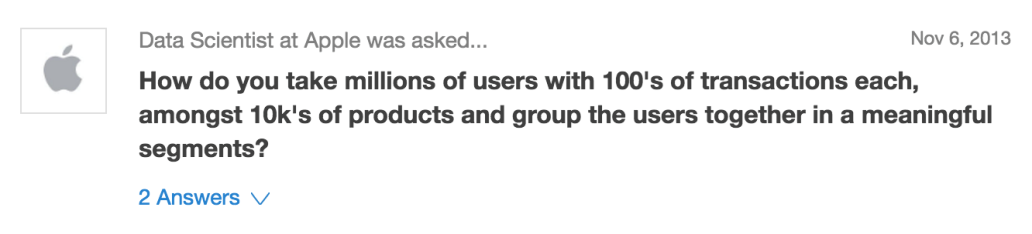 Data Scientist at Apple was asked...
Nov 6, 2013
How do you take millions of users with 100's of transactions each,
amongst 10k's of products and group the users together in a meaningful
segments?
2 Answers